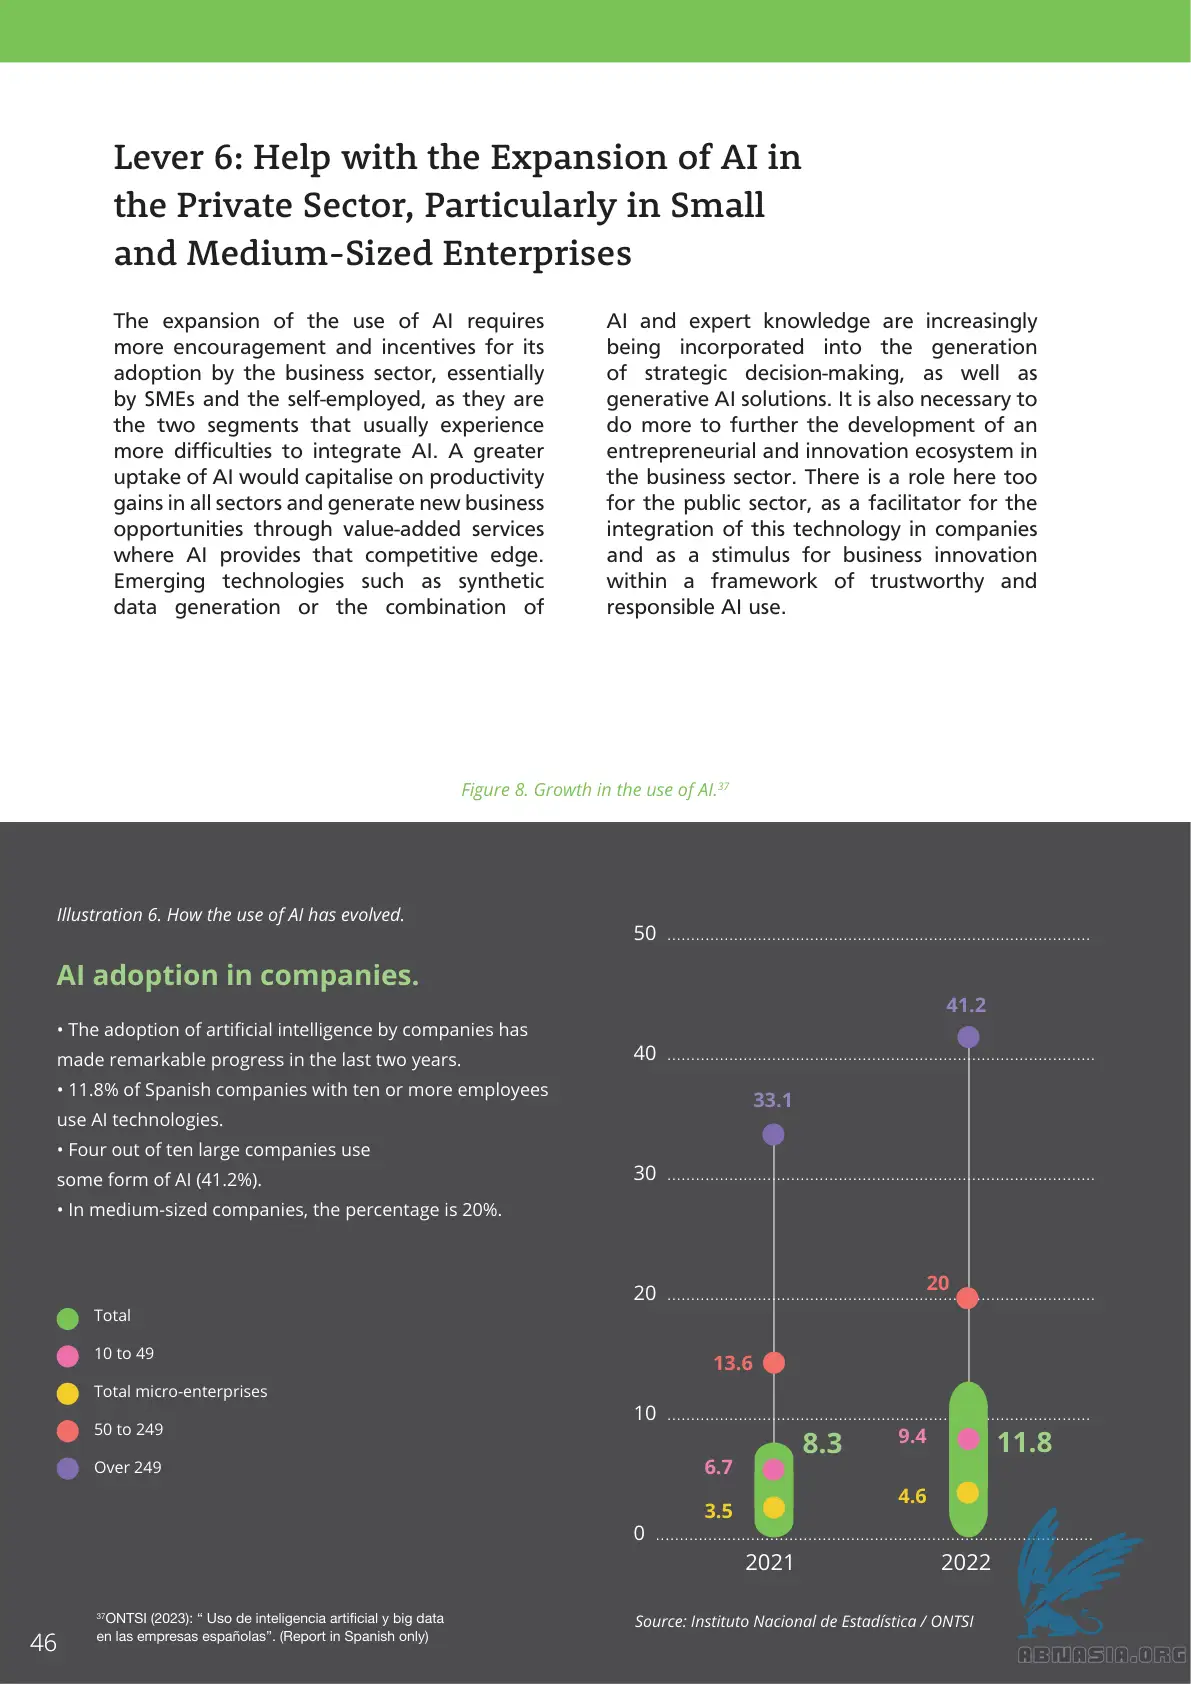 Lever 6: Help with the Expansion of AI in
the Private Sector, Particularly in Small
and Medium-Sized Enterprises
The expansion of the use of AI requires
more encouragement and incentives for its
adoption by the business sector, essentially
by SMEs and the self-employed, as they are
the two segments that usually experience
more difficulties to integrate AI. A greater
uptake of AI would capitalise on productivity
gains in all sectors and generate new business
opportunities through value-added services
where AI provides that competitive edge.
Emerging technologies such as synthetic
data generation or the combination of
AI and expert knowledge are increasingly
being incorporated into the generation
of strategic decision-making, as well as
generative AI solutions. It is also necessary to
do more to further the development of an
entrepreneurial and innovation ecosystem in
the business sector. There is a role here too
for the public sector, as a facilitator for the
integration of this technology in companies
and as a stimulus for business innovation
within a framework of trustworthy and
responsible AI use.
Figure 8. Growth in the use of AI.37
Illustration 6. How the use of AI has evolved.
AI adoption in companies.
• The adoption of artificial intelligence by companies has
made remarkable progress in the last two years.
• 11.8% of Spanish companies with ten or more employees
use AI technologies.
• Four out of ten large companies use
some form of AI (41.2%).
• In medium-sized companies, the percentage is 20%.
Total
10 to 49
Total micro-enterprises
50 to 249
Over 249
50
41.2
40
33.1
30
20
20
13.6
10
8.3
9.4
11.8
6.7
4.6
3.5
0
2021
2022
Source: Instituto Nacional de Estadística / ONTSI
37ONTSI (2023): “ Uso de inteligencia artificial y big data
en las empresas españolas”. (Report in Spanish only)
46
ABNASIA.ORG